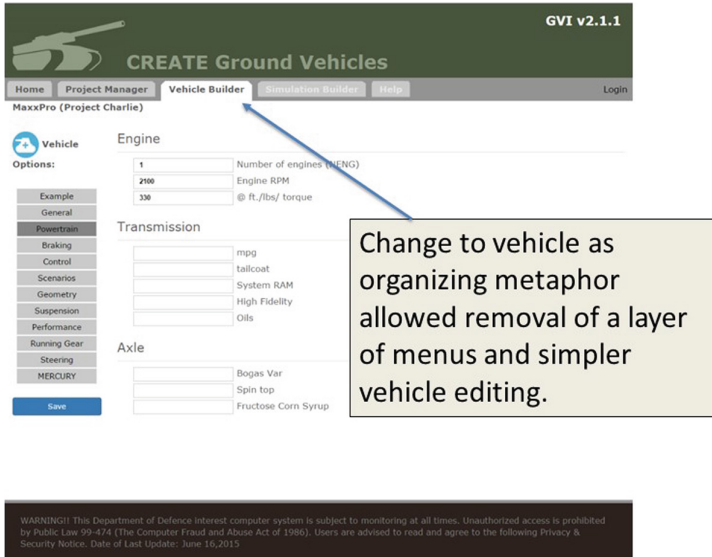 GVI v2.1.1
CREATE Ground Vehicles
Home Project Manager Vehicle Builder Simulation Builder Help Login
MaxxPro (Project Charlie)
Vehicle
Options:
Example
General
Powertrain
Braking
Control
Scenarios
Geometry
Suspension
Performance
Running Gear
Steering
MERCURY
Save
Engine
1 Number of engines (NENG)
2100 Engine RPM
330 @ ft./lbs/ torque
Transmission
mpg
tailcoat
System RAM
High Fidelity
Oils
Axle
Bogas Var
Spin top
Fructose Corn Syrup
Change to vehicle as
organizing metaphor
allowed removal of a layer
of menus and simpler
vehicle editing.
WARNING!! This Department of Defence interest computer system is subject to monitoring at all times. Unauthorized access is prohibited
by Public Law 99-474 (The Computer Fraud and Abuse Act of 1986). Users are advised to read and agree to the following Privacy &
Security Notice. Date of Last Update: June 16,2015